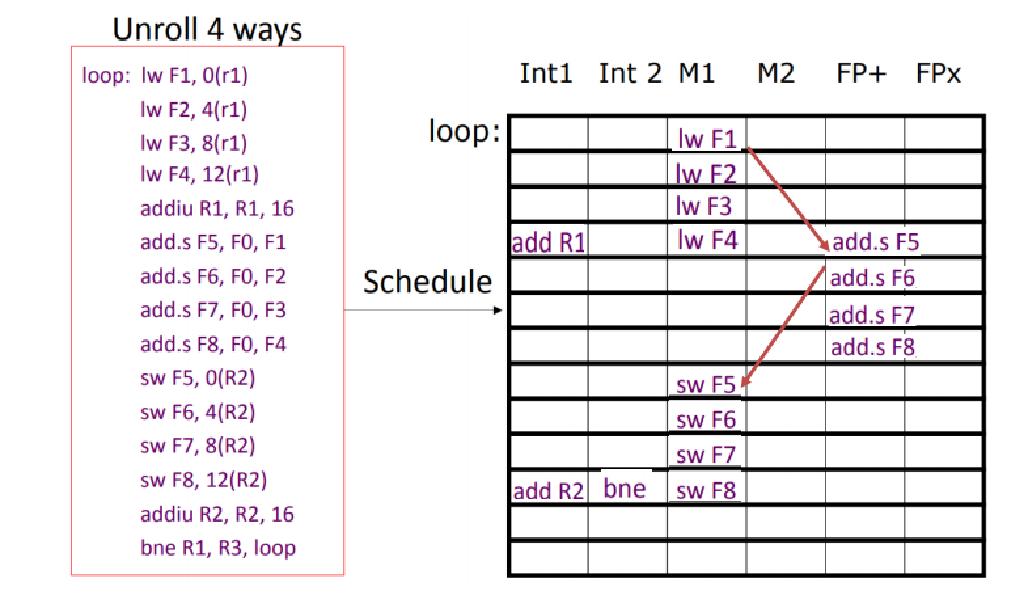 Unroll 4 ways
loop: lw F1, 0(r1)
lw F2, 4(r1)
lw F3, 8(r1)
lw F4, 12(r1)
addiu R1, R1, 16
add.s F5, F0, F1
add.s F6, F0, F2
add.s F7, F0, F3
add.s F8, F0, F4
sw F5, 0(R2)
sw F6, 4(R2)
sw F7, 8(R2)
sw F8, 12(R2)
addiu R2, R2, 16
bne R1, R3, loop
Schedule
Int1 Int 2 M1 M2 FP+ FPx
loop: lw F1
lw F2
lw F3
add R1 lw F4 add.s F5
add.s F6
add.s F7
add.s F8
sw F5
sw F6
sw F7
add R2 bne sw F8